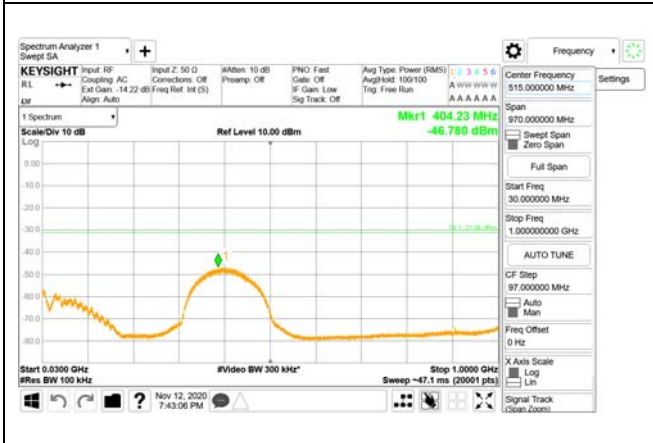 Spectrum Analyzer 1
Swept SA
+
Frequency
KEYSIGHT
Input: RF
Coupling: AC
Ext Gain: -14.22 dB
Align: Auto
Input Z: 50 Ω
Corrections: Off
Freq Ref: Int (S)
#Atten: 10 dB
Preamp: Off
PNO: Fast
Gate: Off
IF Gain: Low
Sig Track: Off
Avg Type: Power (RMS)
Avg|Hold: 100/100
Trig: Free Run
1 2 3 4 5 6
A W W W W W
A A A A A A
RL
1 Spectrum
Scale/Div 10 dB
Ref Level 10.00 dBm
Mkr1 404.23 MHz
-46.780 dBm
Log
0.00
-10.0
-20.0
-30.0
-40.0
-50.0
-60.0
-70.0
-80.0
1
Start 0.0300 GHz
#Res BW 100 kHz
#Video BW 300 kHz*
Stop 1.0000 GHz
Sweep ~47.1 ms (20001 pts)
Center Frequency
515.000000 MHz
Settings
Span
970.000000 MHz
Swept Span
Zero Span
Full Span
Start Freq
30.000000 MHz
Stop Freq
1.000000000 GHz
AUTO TUNE
CF Step
97.000000 MHz
Auto
Man
Freq Offset
0 Hz
X Axis Scale
Log
Lin
Signal Track
(Span Zoom)
?
Nov 12, 2020
7:43:06 PM